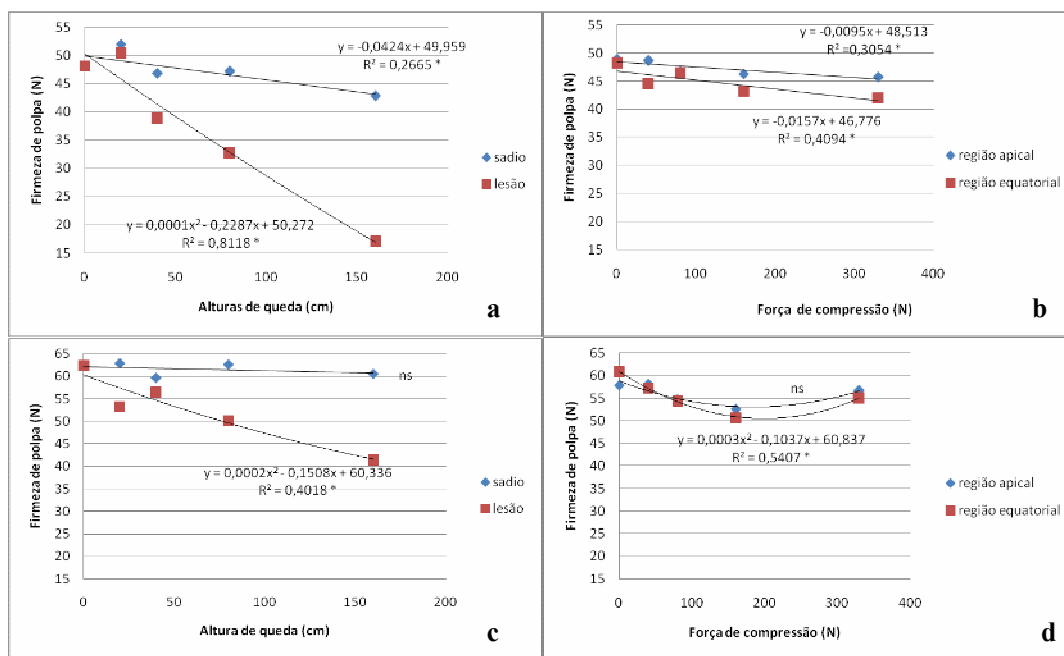 Firmeza de polpa (N)
55
50
45
40
35
30
25
20
15
y = -0,0424x + 49,959
R² = 0,2665 *
y = 0,0001x² - 0,2287x + 50,272
R² = 0,8118 *
sadio
lesão
0 50 100 150 200
Alturas de queda (cm)
a
Firmeza de polpa (N)
55
50
45
40
35
30
25
20
15
y = -0,0095x + 48,513
R² = 0,3054 *
y = -0,0157x + 46,776
R² = 0,4094 *
região apical
região equatorial
0 100 200 300 400
Força de compressão (N)
b
Firmeza de polpa (N)
65
60
55
50
45
40
35
30
25
20
15
ns
y = 0,0002x² - 0,1508x + 60,336
R² = 0,4018 *
sadio
lesão
0 50 100 150 200
Altura de queda (cm)
c
Firmeza de polpa (N)
65
60
55
50
45
40
35
30
25
20
15
ns
y = 0,0003x² - 0,1037x + 60,837
R² = 0,5407 *
região apical
região equatorial
0 100 200 300 400
Força de compressão (N)
d